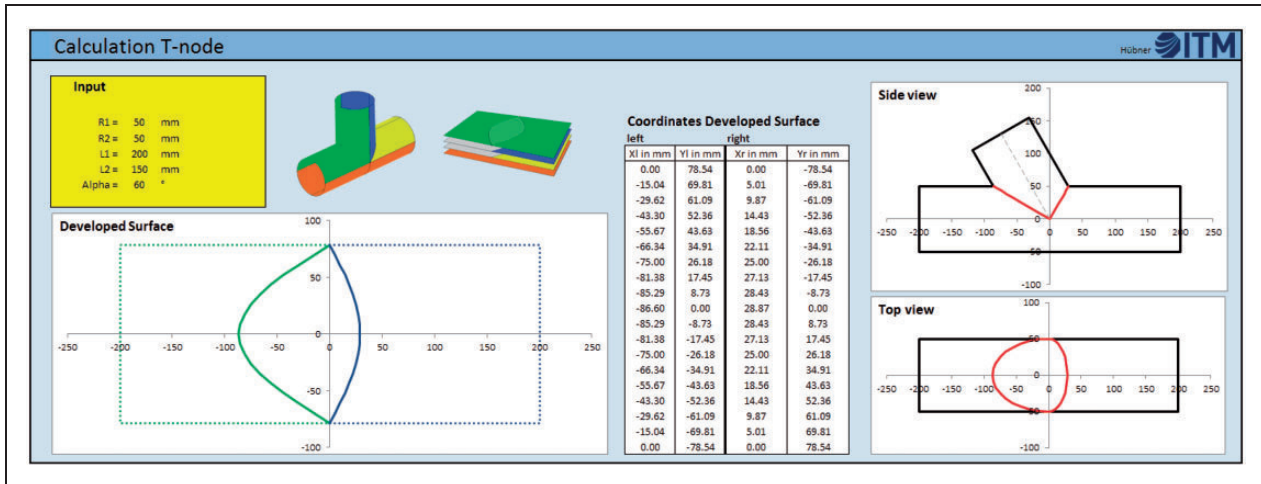 Calculation T-node
Hübner ITM
Input
R1 = 50 mm
R2 = 50 mm
L1 = 200 mm
L2 = 150 mm
Alpha = 60 °
Developed Surface
100
50
0
-50
-100
-250 -200 -150 -100 -50 0 50 100 150 200 250
Coordinates Developed Surface
left right
Xl in mm Yl in mm Xr in mm Yr in mm
0.00 78.54 0.00 -78.54
-15.04 69.81 5.01 -69.81
-29.62 61.09 9.87 -61.09
-43.30 52.36 14.43 -52.36
-55.67 43.63 18.56 -43.63
-66.34 34.91 22.11 -34.91
-75.00 26.18 25.00 -26.18
-81.38 17.45 27.13 -17.45
-85.29 8.73 28.43 -8.73
-86.60 0.00 28.87 0.00
-85.29 -8.73 28.43 8.73
-81.38 -17.45 27.13 17.45
-75.00 -26.18 25.00 26.18
-66.34 -34.91 22.11 34.91
-55.67 -43.63 18.56 43.63
-43.30 -52.36 14.43 52.36
-29.62 -61.09 9.87 61.09
-15.04 -69.81 5.01 69.81
0.00 -78.54 0.00 78.54
Side view
200
150
100
50
0
-50
-100
-250 -200 -150 -100 -50 0 50 100 150 200 250
Top view
100
50
0
-50
-100
-250 -200 -150 -100 -50 0 50 100 150 200 250